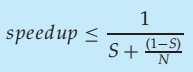 speedup ≤ 1 / (S + (1−S)/N)